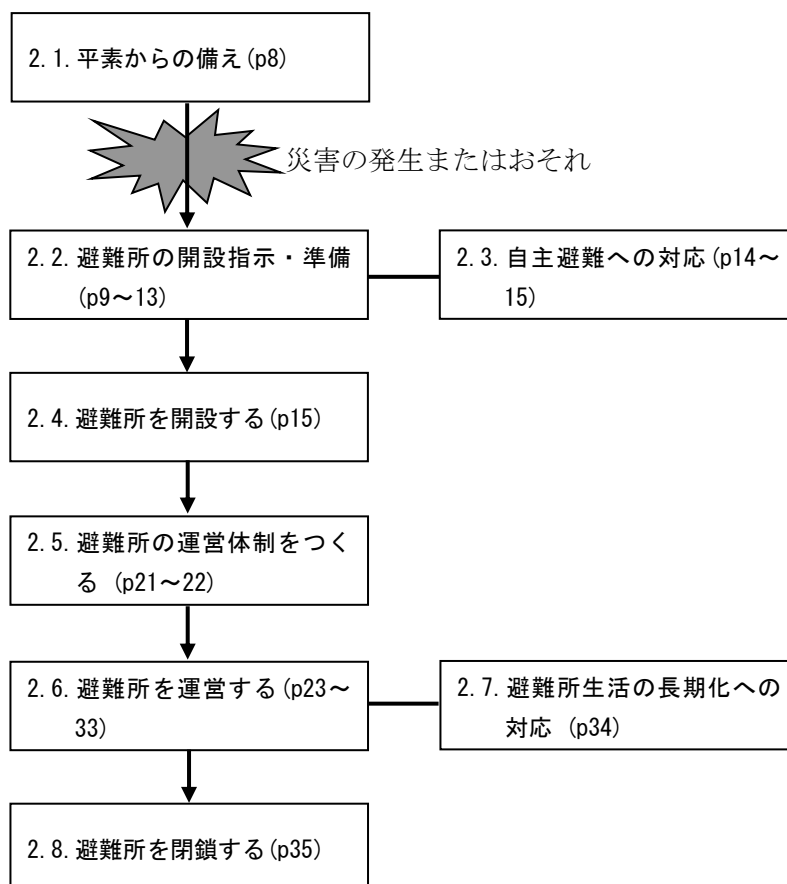 2.1.平素からの備え(p8)
災害の発生またはおそれ
2.2.避難所の開設指示・準備
(p9～13)
2.3.自主避難への対応(p14～
15)
2.4.避難所を開設する(p15)
2.5.避難所の運営体制をつく
る (p21～22)
2.6.避難所を運営する(p23～
33)
2.7.避難所生活の長期化への
対応 (p34)
2.8.避難所を閉鎖する(p35)